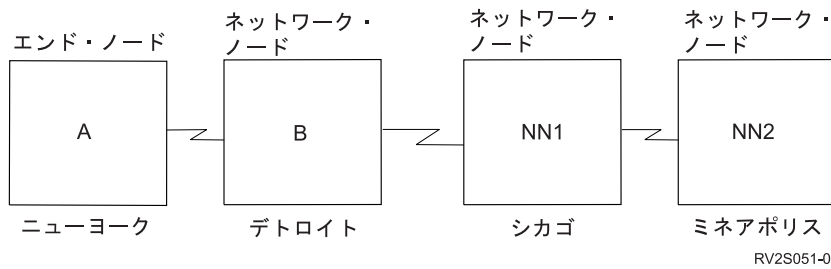 エンド・ノード
ネットワーク・
ノード
ネットワーク・
ノード
ネットワーク・
ノード
A
B
NN1
NN2
ニューヨーク
デトロイト
シカゴ
ミネアポリス
RV2S051-0